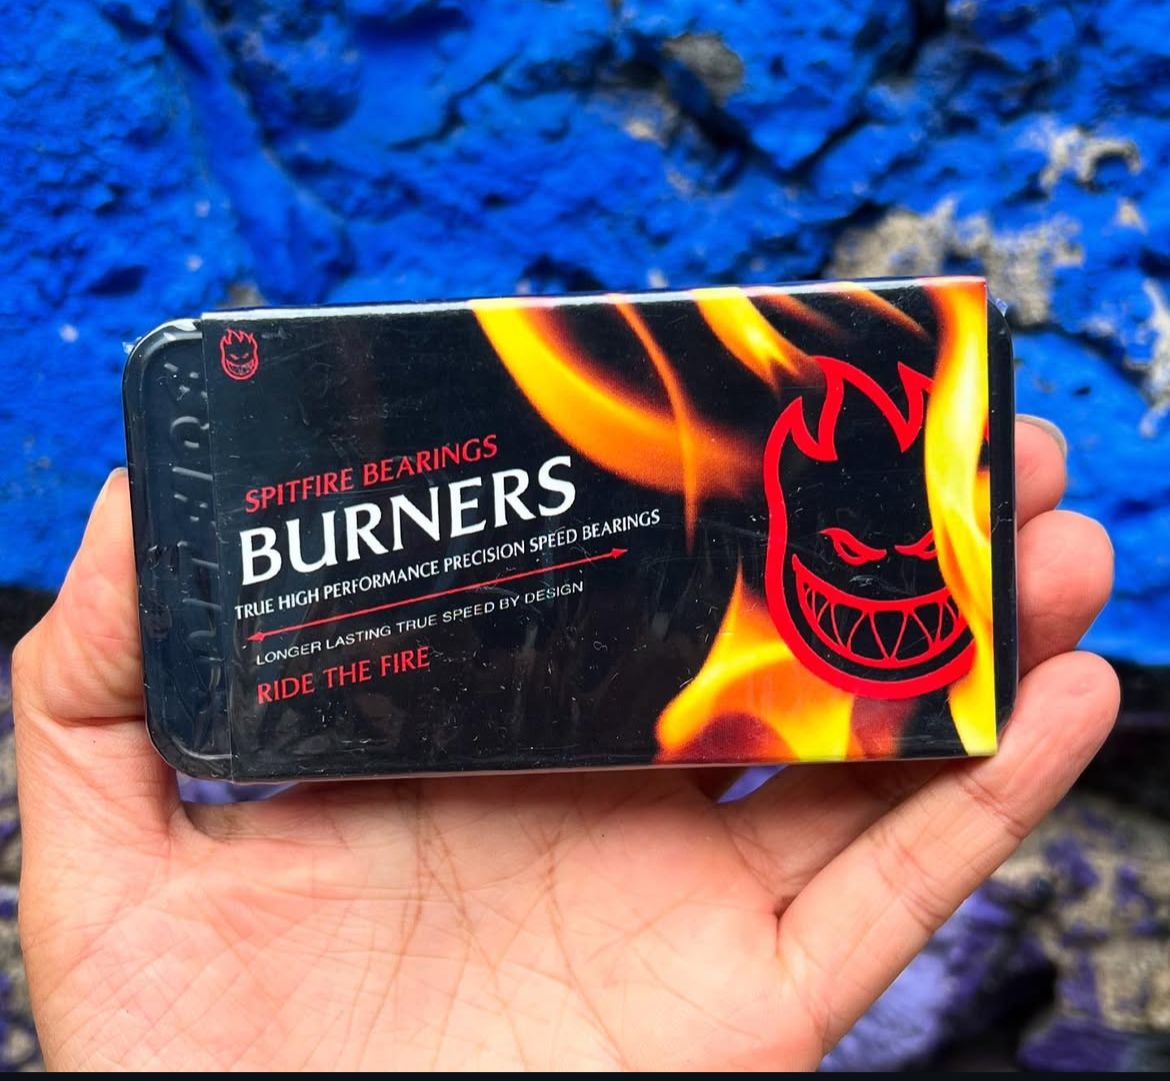 SPITFIRE BEARINGS
BURNERS
TRUE HIGH PERFORMANCE PRECISION SPEED BEARINGS
LONGER LASTING TRUE SPEED BY DESIGN
RIDE THE FIRE